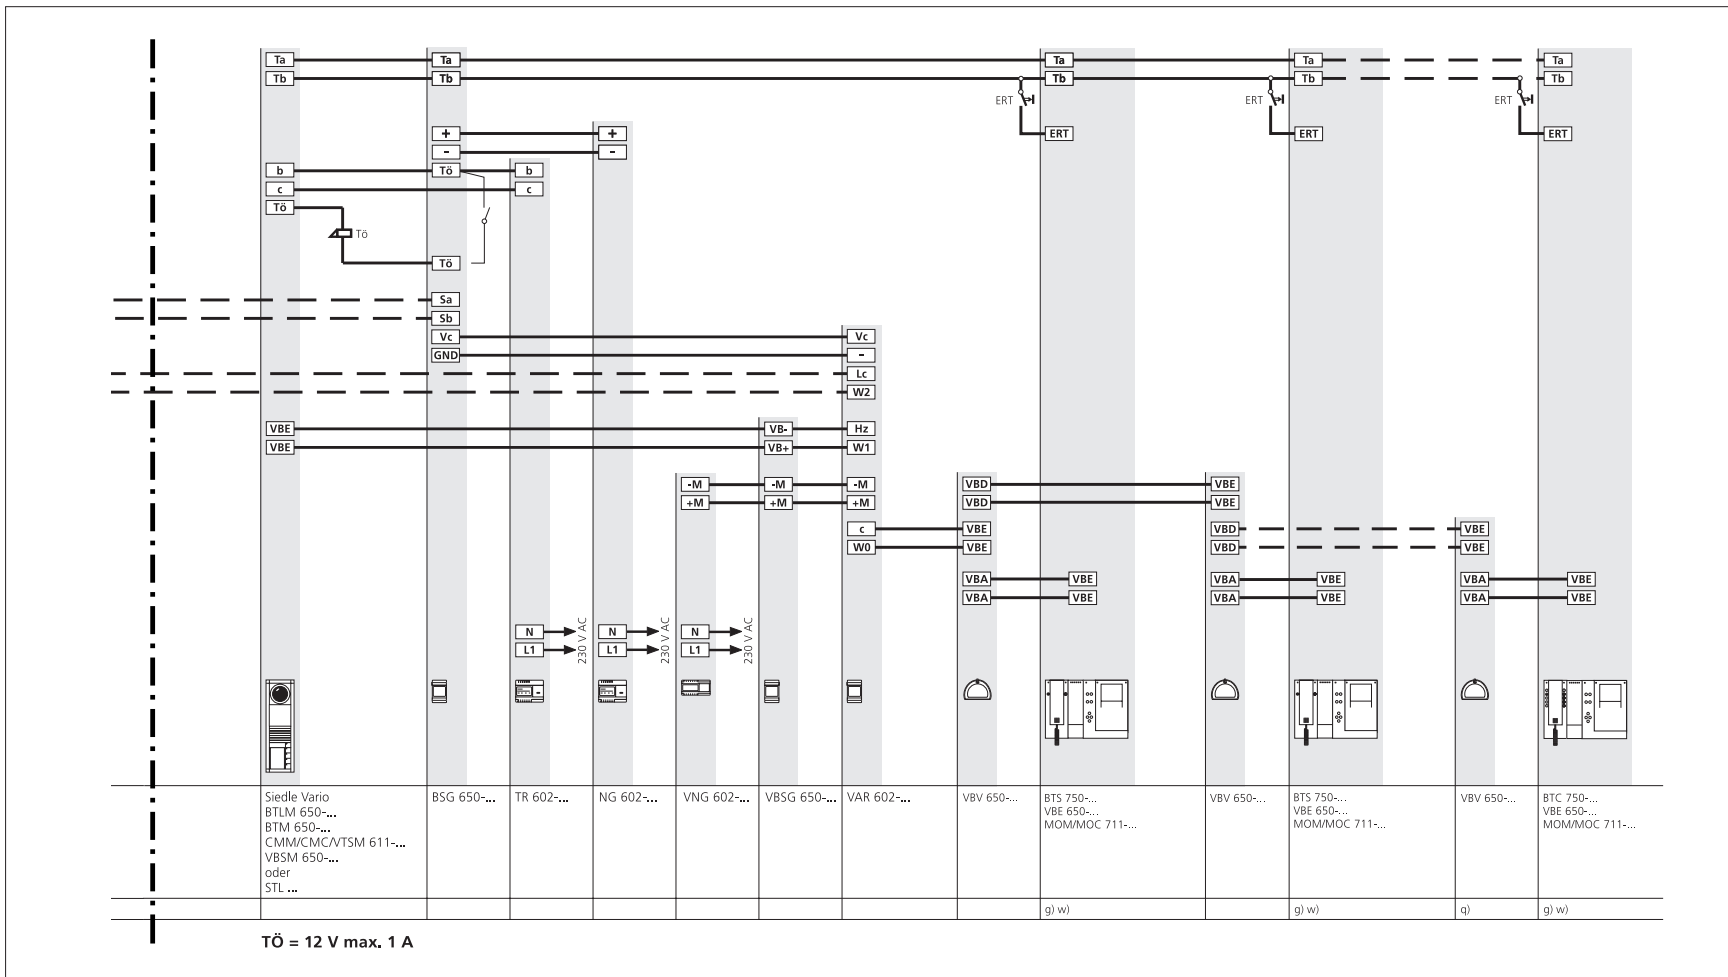 Ta Ta Ta Ta Ta
Tb Tb Tb Tb Tb
ERT ERT ERT
+ + ERT ERT ERT
- -
b Tö b
c c
Tö
Tö
Tö
Sa
Sb
Vc Vc
GND -
Lc
W2
VBE VB- Hz
VBE VB+ W1
-M -M -M VBD VBE
+M +M +M VBD VBE
c VBE VBD VBE
W0 VBE VBD VBE
VBA VBE VBA VBE VBA VBE
VBA VBE VBA VBE VBA VBE
N N N
L1 L1 L1
230 V AC 230 V AC 230 V AC
Siedle Vario
BTLM 650-...
BTM 650-...
CMM/CMC/VTSM 611-...
VBSM 650-...
oder
STL ...
BSG 650-...
TR 602-...
NG 602-...
VNG 602-...
VBSG 650-...
VAR 602-...
VBV 650-...
BTS 750-...
VBE 650-...
MOM/MOC 711-...
VBV 650-...
BTS 750-...
VBE 650-...
MOM/MOC 711-...
VBV 650-...
BTC 750-...
VBE 650-...
MOM/MOC 711-...
g) w) g) w) q) g) w)
TÖ = 12 V max. 1 A